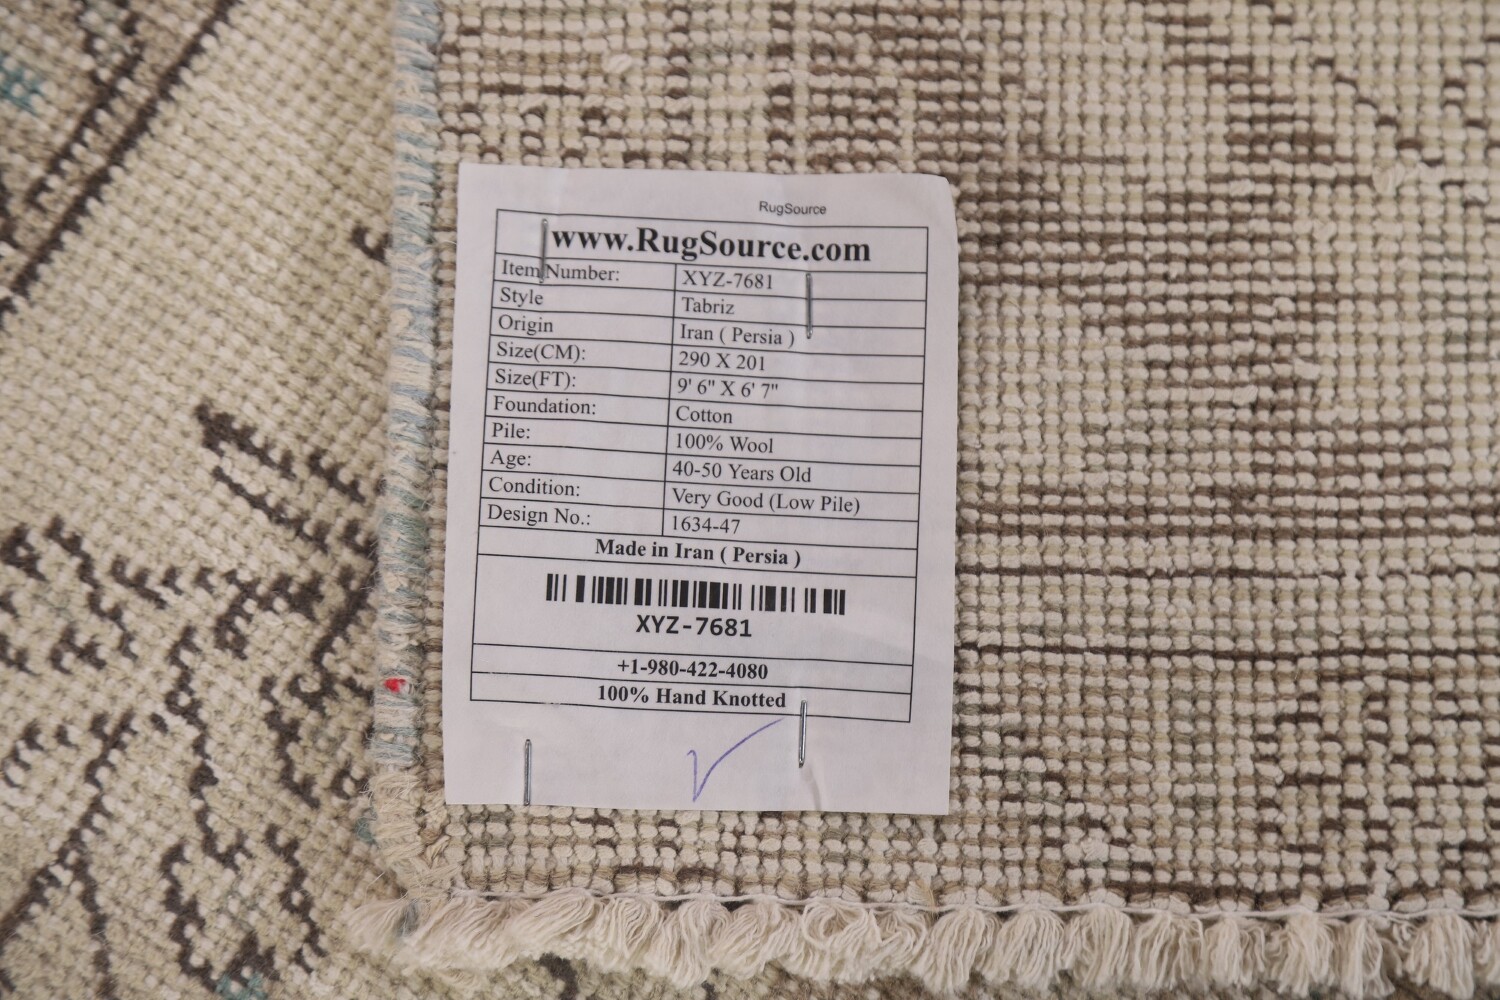 RugSource
www.RugSource.com
Item Number: XYZ-7681
Style Tabriz
Origin Iran ( Persia )
Size(CM): 290 X 201
Size(FT): 9' 6" X 6' 7"
Foundation: Cotton
Pile: 100% Wool
Age: 40-50 Years Old
Condition: Very Good (Low Pile)
Design No.: 1634-47
Made in Iran ( Persia )
XYZ-7681
+1-980-422-4080
100% Hand Knotted